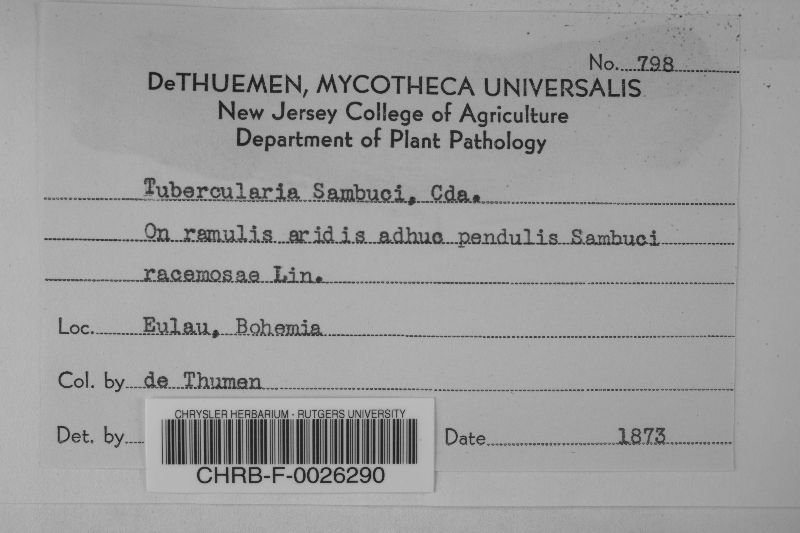 No. 798
DeTHUEMEN, MYCOTHECA UNIVERSALIS
New Jersey College of Agriculture
Department of Plant Pathology
Tubercularia Sambuci, Cda.
On ramulis aridis adhuc pendulis Sambuci
racemosae Lin.
Loc. Eulau, Bohemia
Col. by de Thumen
Det. by
Date 1873
CHRYSLER HERBARIUM - RUTGERS UNIVERSITY
CHRB-F-0026290